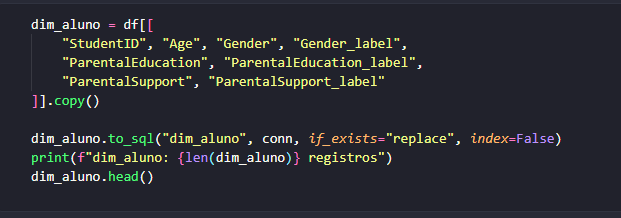 dim_aluno = df[[
    "StudentID", "Age", "Gender", "Gender_label",
    "ParentalEducation", "ParentalEducation_label",
    "ParentalSupport", "ParentalSupport_label"
]].copy()

dim_aluno.to_sql("dim_aluno", conn, if_exists="replace", index=False)
print(f"dim_aluno: {len(dim_aluno)} registros")
dim_aluno.head()